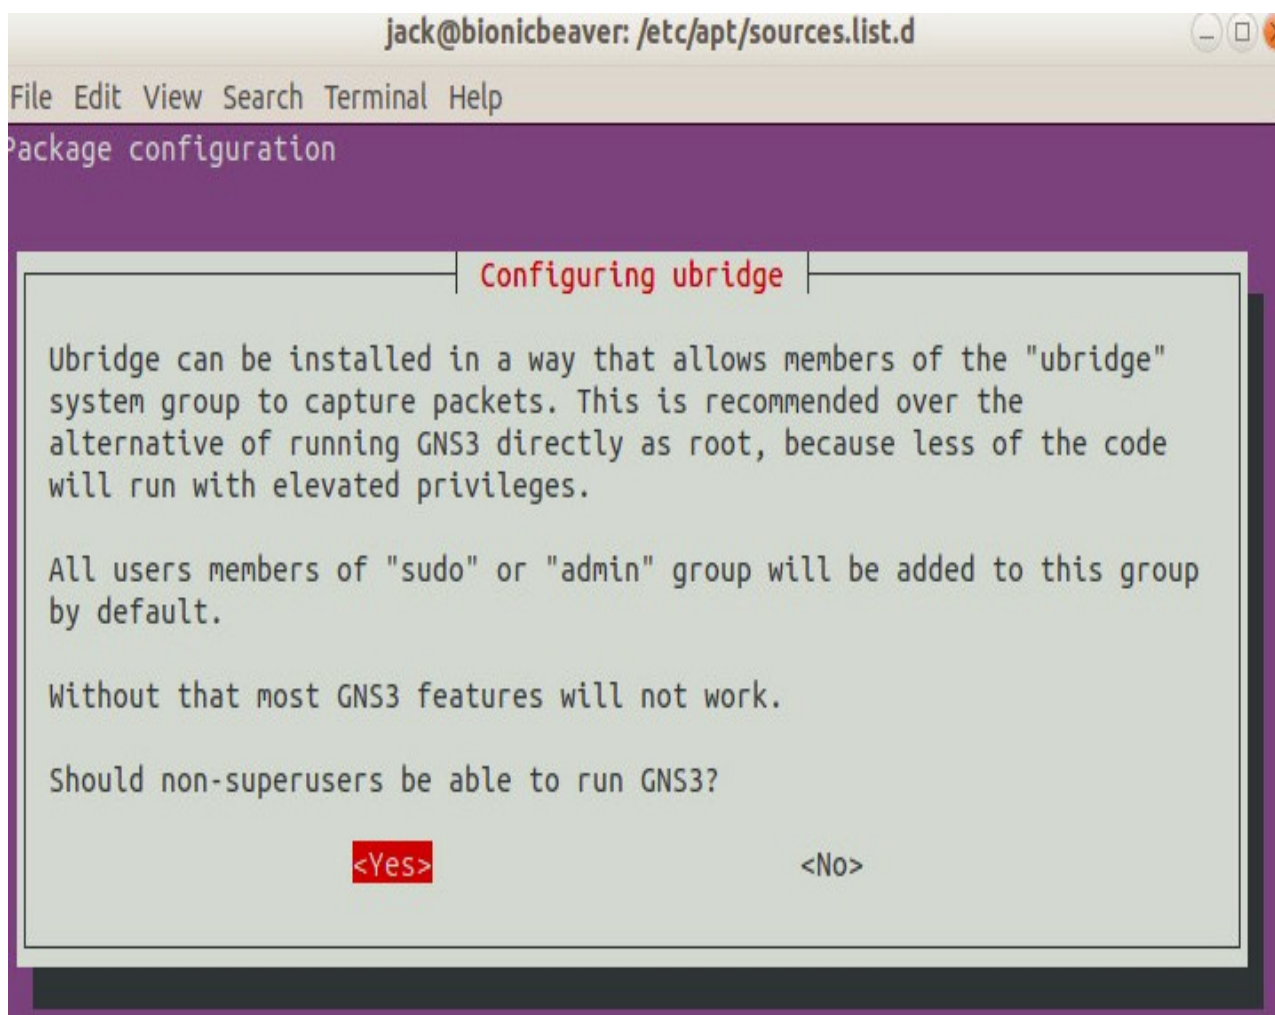 jack@bionicbeaver: /etc/apt/sources.list.d
File Edit View Search Terminal Help
Package configuration
Configuring ubridge
Ubridge can be installed in a way that allows members of the "ubridge"
system group to capture packets. This is recommended over the
alternative of running GNS3 directly as root, because less of the code
will run with elevated privileges.
All users members of "sudo" or "admin" group will be added to this group
by default.
Without that most GNS3 features will not work.
Should non-superusers be able to run GNS3?
<Yes> <No>